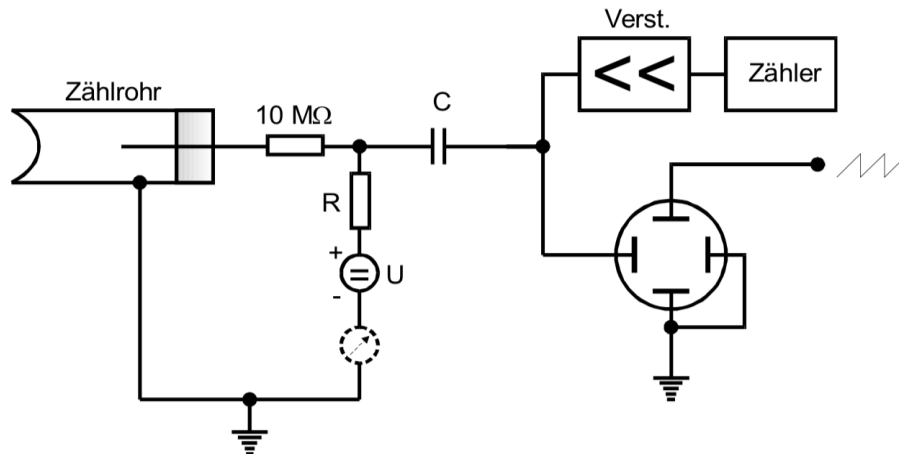 Verst.
<<
Zähler
Zählrohr
10 MΩ
C
R
+
=
U
-